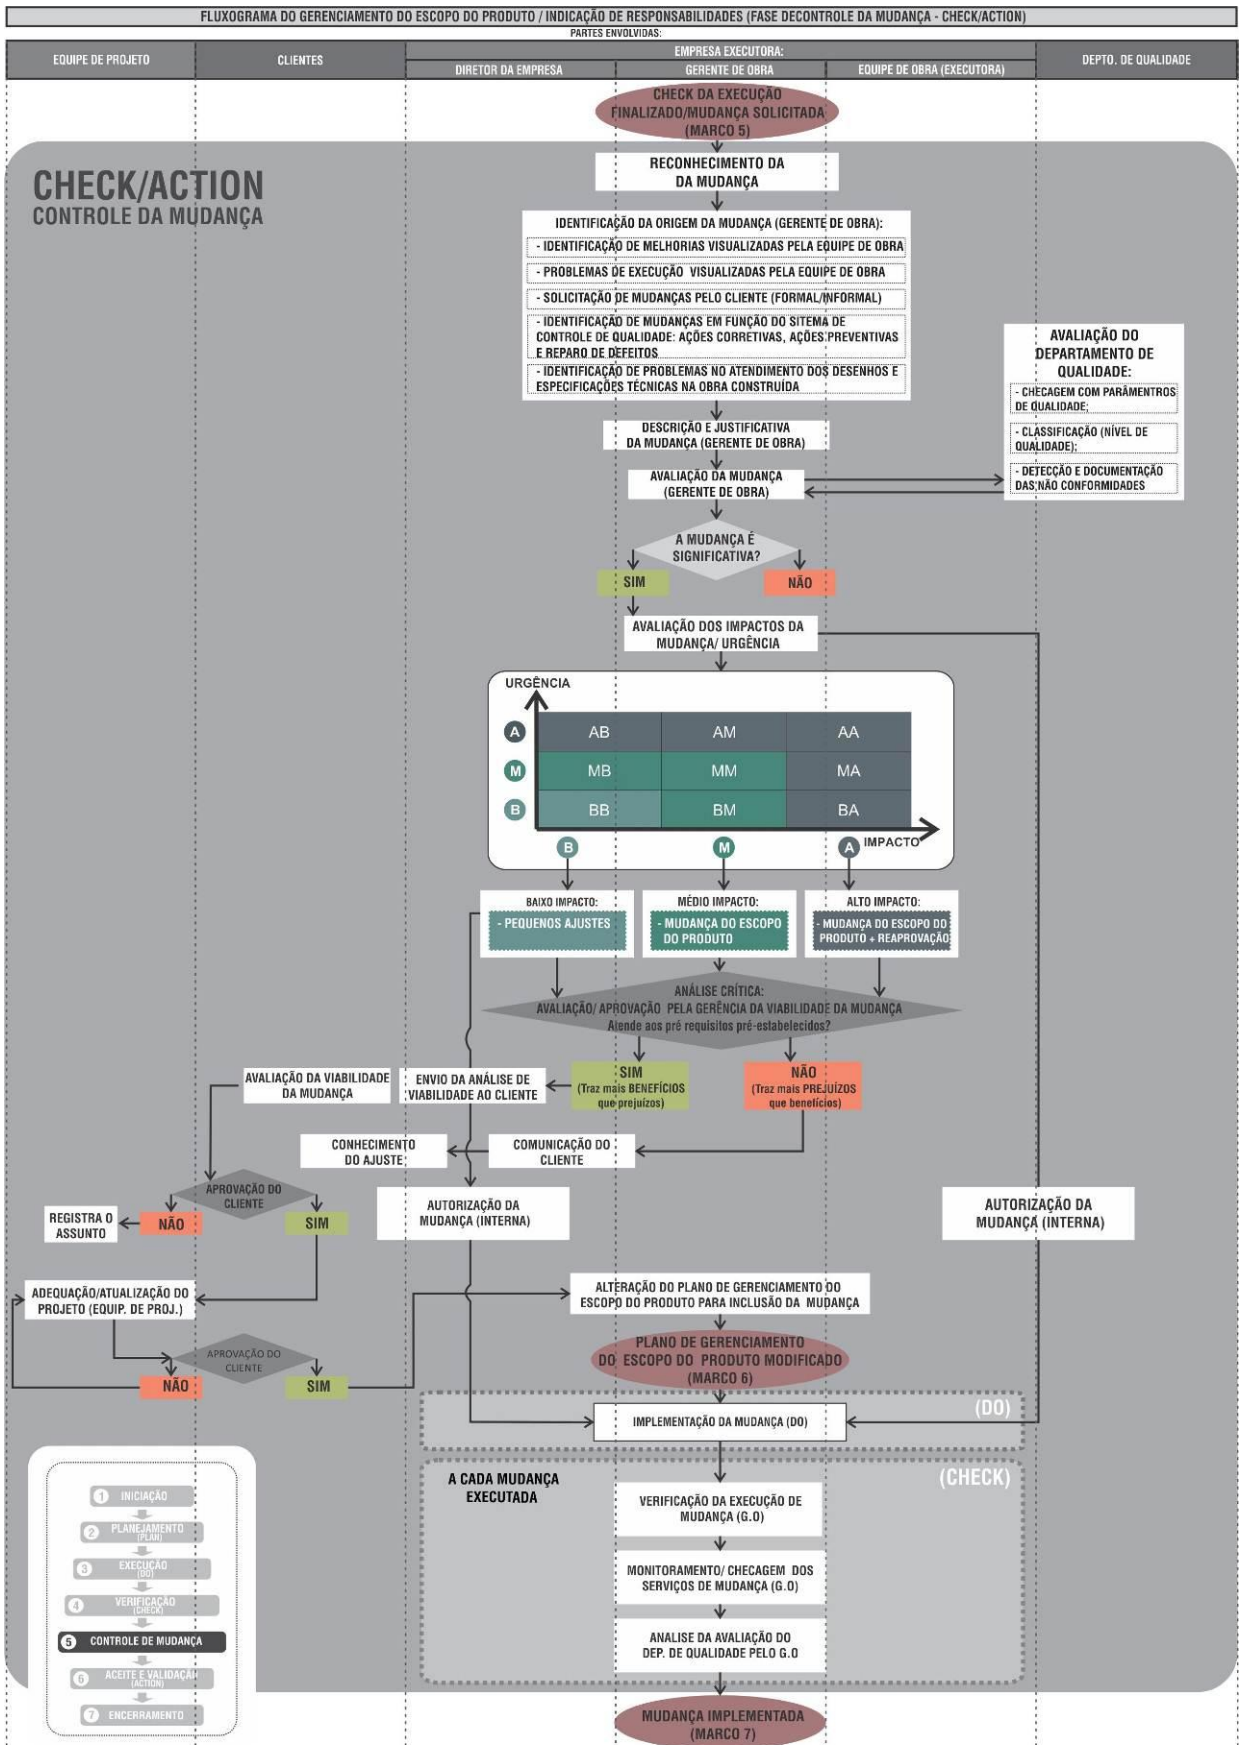 FLUXOGRAMA DO GERENCIAMENTO DO ESCOPO DO PRODUTO / INDICAÇÃO DE RESPONSABILIDADES (FASE DECONTROLE DA MUDANÇA - CHECK/ACTION)
PARTES ENVOLVIDAS:
EQUIPE DE PROJETO
CLIENTES
EMPRESA EXECUTORA:
DIRETOR DA EMPRESA
GERENTE DE OBRA
EQUIPE DE OBRA (EXECUTORA)
DEPTO. DE QUALIDADE
CHECK DA EXECUÇÃO
FINALIZADO/MUDANÇA SOLICITADA
(MARCO 5)
CHECK/ACTION
CONTROLE DA MUDANÇA
RECONHECIMENTO DA
DA MUDANÇA
IDENTIFICAÇÃO DA ORIGEM DA MUDANÇA (GERENTE DE OBRA):
- IDENTIFICAÇÃO DE MELHORIAS VISUALIZADAS PELA EQUIPE DE OBRA
- PROBLEMAS DE EXECUÇÃO VISUALIZADAS PELA EQUIPE DE OBRA
- SOLICITAÇÃO DE MUDANÇAS PELO CLIENTE (FORMAL/INFORMAL)
- IDENTIFICAÇÃO DE MUDANÇAS EM FUNÇÃO DO SITEMA DE
CONTROLE DE QUALIDADE: AÇÕES CORRETIVAS, AÇÕES PREVENTIVAS
E REPARO DE DEFEITOS
- IDENTIFICAÇÃO DE PROBLEMAS NO ATENDIMENTO DOS DESENHOS E
ESPECIFICAÇÕES TÉCNICAS NA OBRA CONSTRUÍDA
AVALIAÇÃO DO
DEPARTAMENTO DE
QUALIDADE:
- CHECAGEM COM PARÂMENTROS
DE QUALIDADE;
- CLASSIFICAÇÃO (NÍVEL DE
QUALIDADE);
- DETECÇÃO E DOCUMENTAÇÃO
DAS NÃO CONFORMIDADES
DESCRIÇÃO E JUSTIFICATIVA
DA MUDANÇA (GERENTE DE OBRA)
AVALIAÇÃO DA MUDANÇA
(GERENTE DE OBRA)
A MUDANÇA É
SIGNIFICATIVA?
SIM
NÃO
AVALIAÇÃO DOS IMPACTOS DA
MUDANÇA/ URGÊNCIA
URGÊNCIA
A
AB
AM
AA
M
MB
MM
MA
B
BB
BM
BA
IMPACTO
B
M
A
BAIXO IMPACTO:
- PEQUENOS AJUSTES
MÉDIO IMPACTO:
- MUDANÇA DO ESCOPO
DO PRODUTO
ALTO IMPACTO:
- MUDANÇA DO ESCOPO DO
PRODUTO + REAPROVAÇÃO
ANÁLISE CRÍTICA:
AVALIAÇÃO/ APROVAÇÃO PELA GERÊNCIA DA VIABILIDADE DA MUDANÇA
Atende aos pré requisitos pré-estabelecidos?
SIM
(Traz mais BENEFÍCIOS
que prejuízos)
NÃO
(Traz mais PREJUÍZOS
que benefícios)
AVALIAÇÃO DA VIABILIDADE
DA MUDANÇA
ENVIO DA ANÁLISE DE
VIABILIDADE AO CLIENTE
CONHECIMENTO
DO AJUSTE
COMUNICAÇÃO DO
CLIENTE
APROVAÇÃO DO
CLIENTE
REGISTRA O
ASSUNTO
NÃO
SIM
AUTORIZAÇÃO DA
MUDANÇA (INTERNA)
AUTORIZAÇÃO DA
MUDANÇA (INTERNA)
ADEQUAÇÃO/ATUALIZAÇÃO DO
PROJETO (EQUIP. DE PROJ.)
ALTERAÇÃO DO PLANO DE GERENCIAMENTO DO
ESCOPO DO PRODUTO PARA INCLUSÃO DA MUDANÇA
APROVAÇÃO DO
CLIENTE
NÃO
SIM
PLANO DE GERENCIAMENTO
DO ESCOPO DO PRODUTO MODIFICADO
(MARCO 6)
(DO)
IMPLEMENTAÇÃO DA MUDANÇA (DO)
(CHECK)
A CADA MUDANÇA
EXECUTADA
VERIFICAÇÃO DA EXECUÇÃO DE
MUDANÇA (G.O)
MONITORAMENTO/ CHECAGEM DOS
SERVIÇOS DE MUDANÇA (G.O)
ANALISE DA AVALIAÇÃO DO
DEP. DE QUALIDADE PELO G.O
MUDANÇA IMPLEMENTADA
(MARCO 7)
1 INICIAÇÃO
2 PLANEJAMENTO
(PLAN)
3 EXECUÇÃO
(DO)
4 VERIFICAÇÃO
(CHECK)
5 CONTROLE DE MUDANÇA
6 ACEITE E VALIDAÇÃO
(ACTION)
7 ENCERRAMENTO